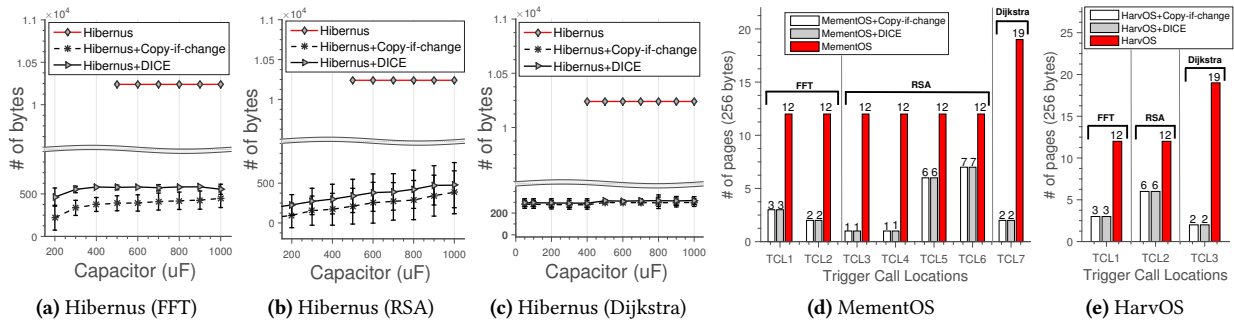 1.1 ×10⁴
Hibernus
Hibernus+Copy-if-change
Hibernus+DICE
1
500
0
200 400 600 800 1000
# of bytes
Capacitor (uF)
(a) Hibernus (FFT)
1.1 ×10⁴
Hibernus
Hibernus+Copy-if-change
Hibernus+DICE
1
500
0
200 400 600 800 1000
# of bytes
Capacitor (uF)
(b) Hibernus (RSA)
1.1 ×10⁴
Hibernus
Hibernus+Copy-if-change
Hibernus+DICE
1
200
0 200 400 600 800 1000
# of bytes
Capacitor (uF)
(c) Hibernus (Dijkstra)
MementOS+Copy-if-change
MementOS+DICE
MementOS
Dijkstra
19
FFT
RSA
12 12 12 12 12 12
3 3 2 2 1 1 1 1 6 6 7 7 2 2
20
15
10
5
0
# of pages (256 bytes)
TCL1 TCL2 TCL3 TCL4 TCL5 TCL6 TCL7
Trigger Call Locations
(d) MementOS
HarvOS+Copy-if-change
HarvOS+DICE
HarvOS
Dijkstra
19
FFT
RSA
12 12
3 3 6 6 2 2
25
20
15
10
5
0
# of pages (256 bytes)
TCL1 TCL2 TCL3
Trigger Call Locations
(e) HarvOS